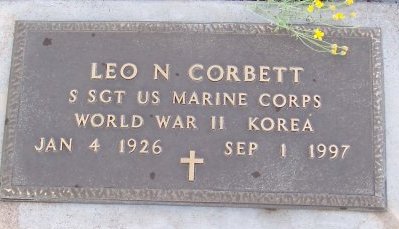 LEO N CORBETT
S SGT US MARINE CORPS
WORLD WAR II KOREA
JAN 4 1926 SEP 1 1997